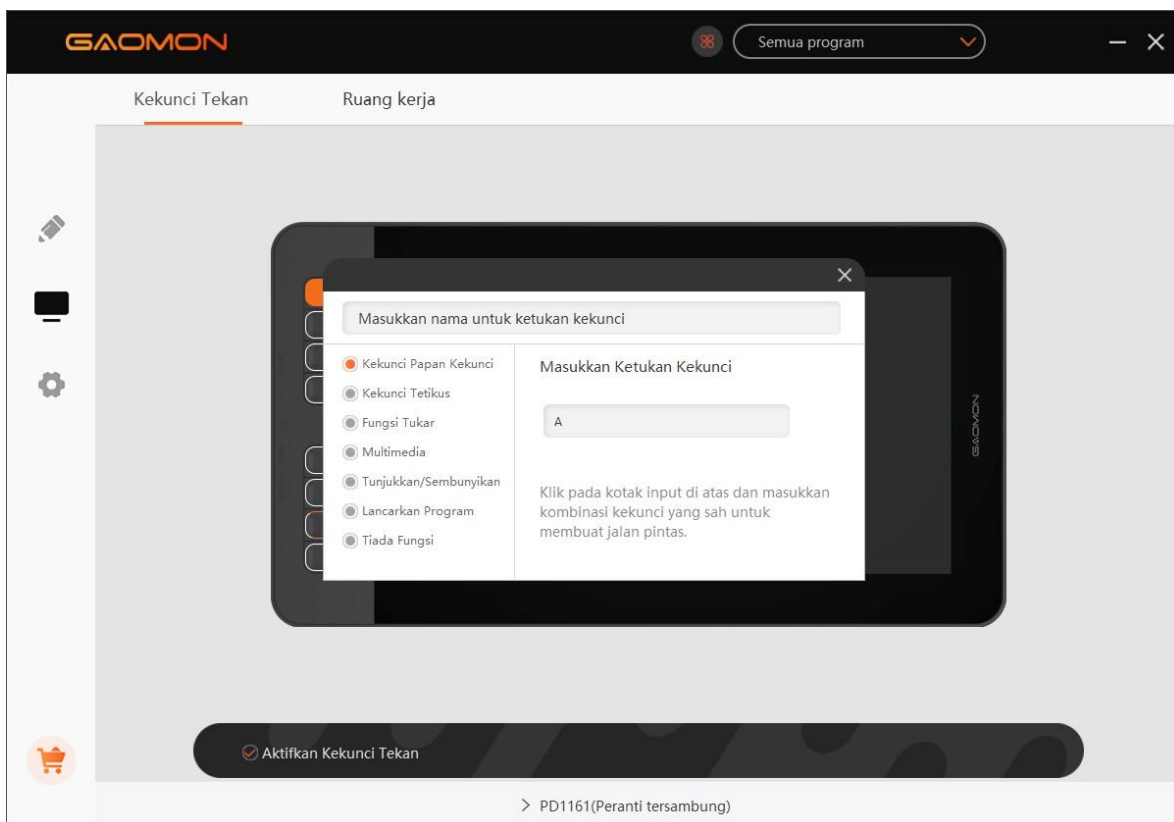 GAOMON
Semua program
Kekunci Tekan
Ruang kerja
Masukkan nama untuk ketukan kekunci
Kekunci Papan Kekunci
Kekunci Tetikus
Fungsi Tukar
Multimedia
Tunjukkan/Sembunyikan
Lancarkan Program
Tiada Fungsi
Masukkan Ketukan Kekunci
A
Klik pada kotak input di atas dan masukkan
kombinasi kekunci yang sah untuk
membuat jalan pintas.
GAOMON
Aktifkan Kekunci Tekan
PD1161(Peranti tersambung)